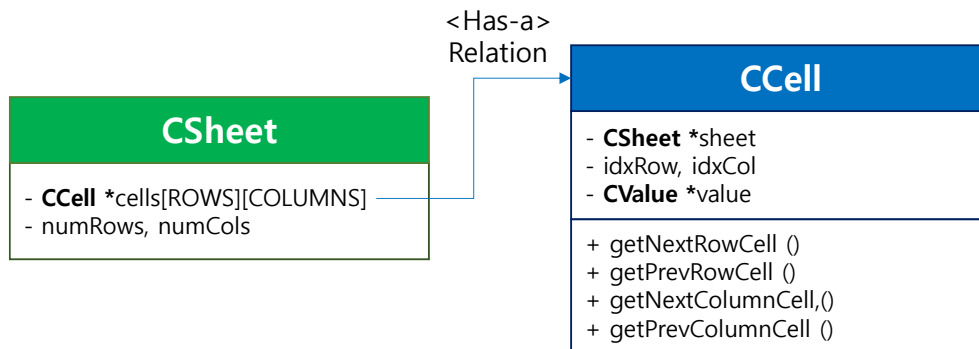 <Has-a>
Relation
CSheet
- CCell *cells[ROWS][COLUMNS]
- numRows, numCols
CCell
- CSheet *sheet
- idxRow, idxCol
- CValue *value
+ getNextRowCell ()
+ getPrevRowCell ()
+ getNextColumnCell,()
+ getPrevColumnCell ()